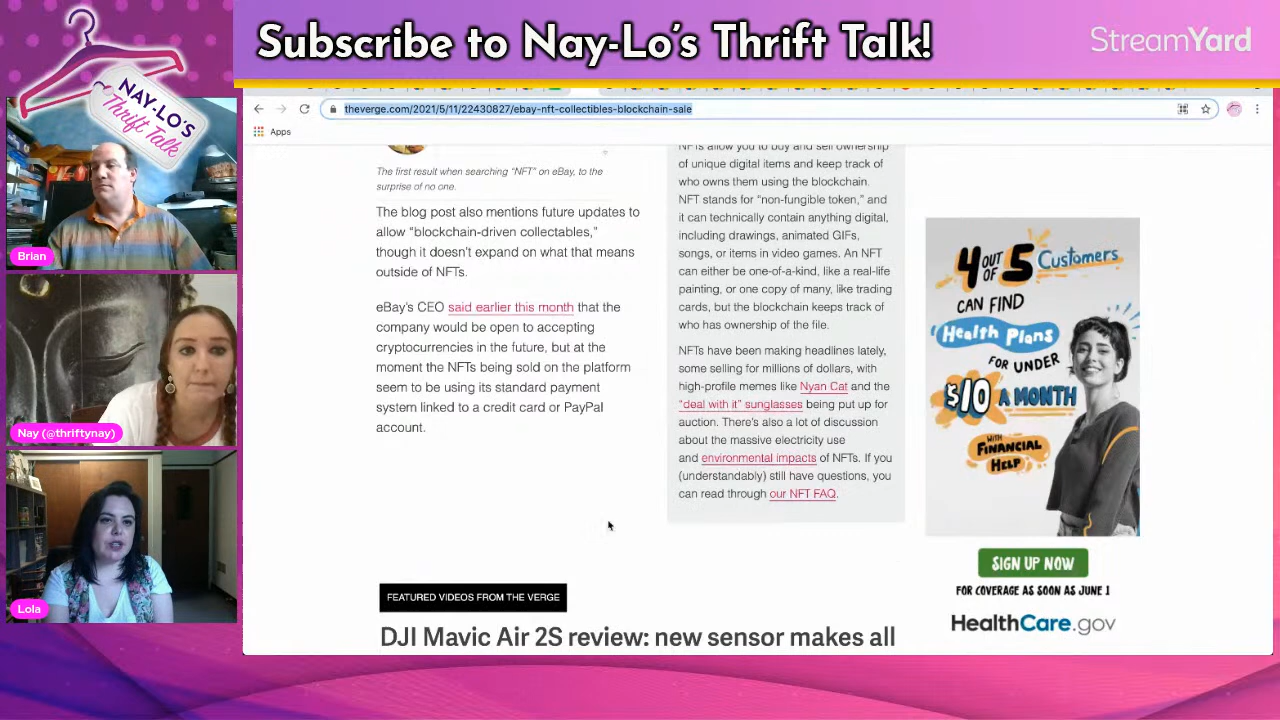 Subscribe to Nay-Lo's Thrift Talk!
StreamYard
NAY-LO'S
Thrift Talk
Brian
Nay (@thriftynay)
Lola
theverge.com/2021/5/11/22430827/ebay-nft-collectibles-blockchain-sale
Apps
The first result when searching “NFT” on eBay, to the
surprise of no one.
The blog post also mentions future updates to
allow “blockchain-driven collectables,”
though it doesn’t expand on what that means
outside of NFTs.
eBay’s CEO said earlier this month that the
company would be open to accepting
cryptocurrencies in the future, but at the
moment the NFTs being sold on the platform
seem to be using its standard payment
system linked to a credit card or PayPal
account.
NFTs allow you to buy and sell ownership
of unique digital items and keep track of
who owns them using the blockchain.
NFT stands for “non-fungible token,” and
it can technically contain anything digital,
including drawings, animated GIFs,
songs, or items in video games. An NFT
can either be one-of-a-kind, like a real-life
painting, or one copy of many, like trading
cards, but the blockchain keeps track of
who has ownership of the file.
NFTs have been making headlines lately,
some selling for millions of dollars, with
high-profile memes like Nyan Cat and the
“deal with it” sunglasses being put up for
auction. There’s also a lot of discussion
about the massive electricity use
and environmental impacts of NFTs. If you
(understandably) still have questions, you
can read through our NFT FAQ.
4 OUT OF 5 Customers
CAN FIND
Health Plans
FOR UNDER
$10 A MONTH
WITH
FINANCIAL
HELP
SIGN UP NOW
FOR COVERAGE AS SOON AS JUNE 1
HealthCare.gov
FEATURED VIDEOS FROM THE VERGE
DJI Mavic Air 2S review: new sensor makes all